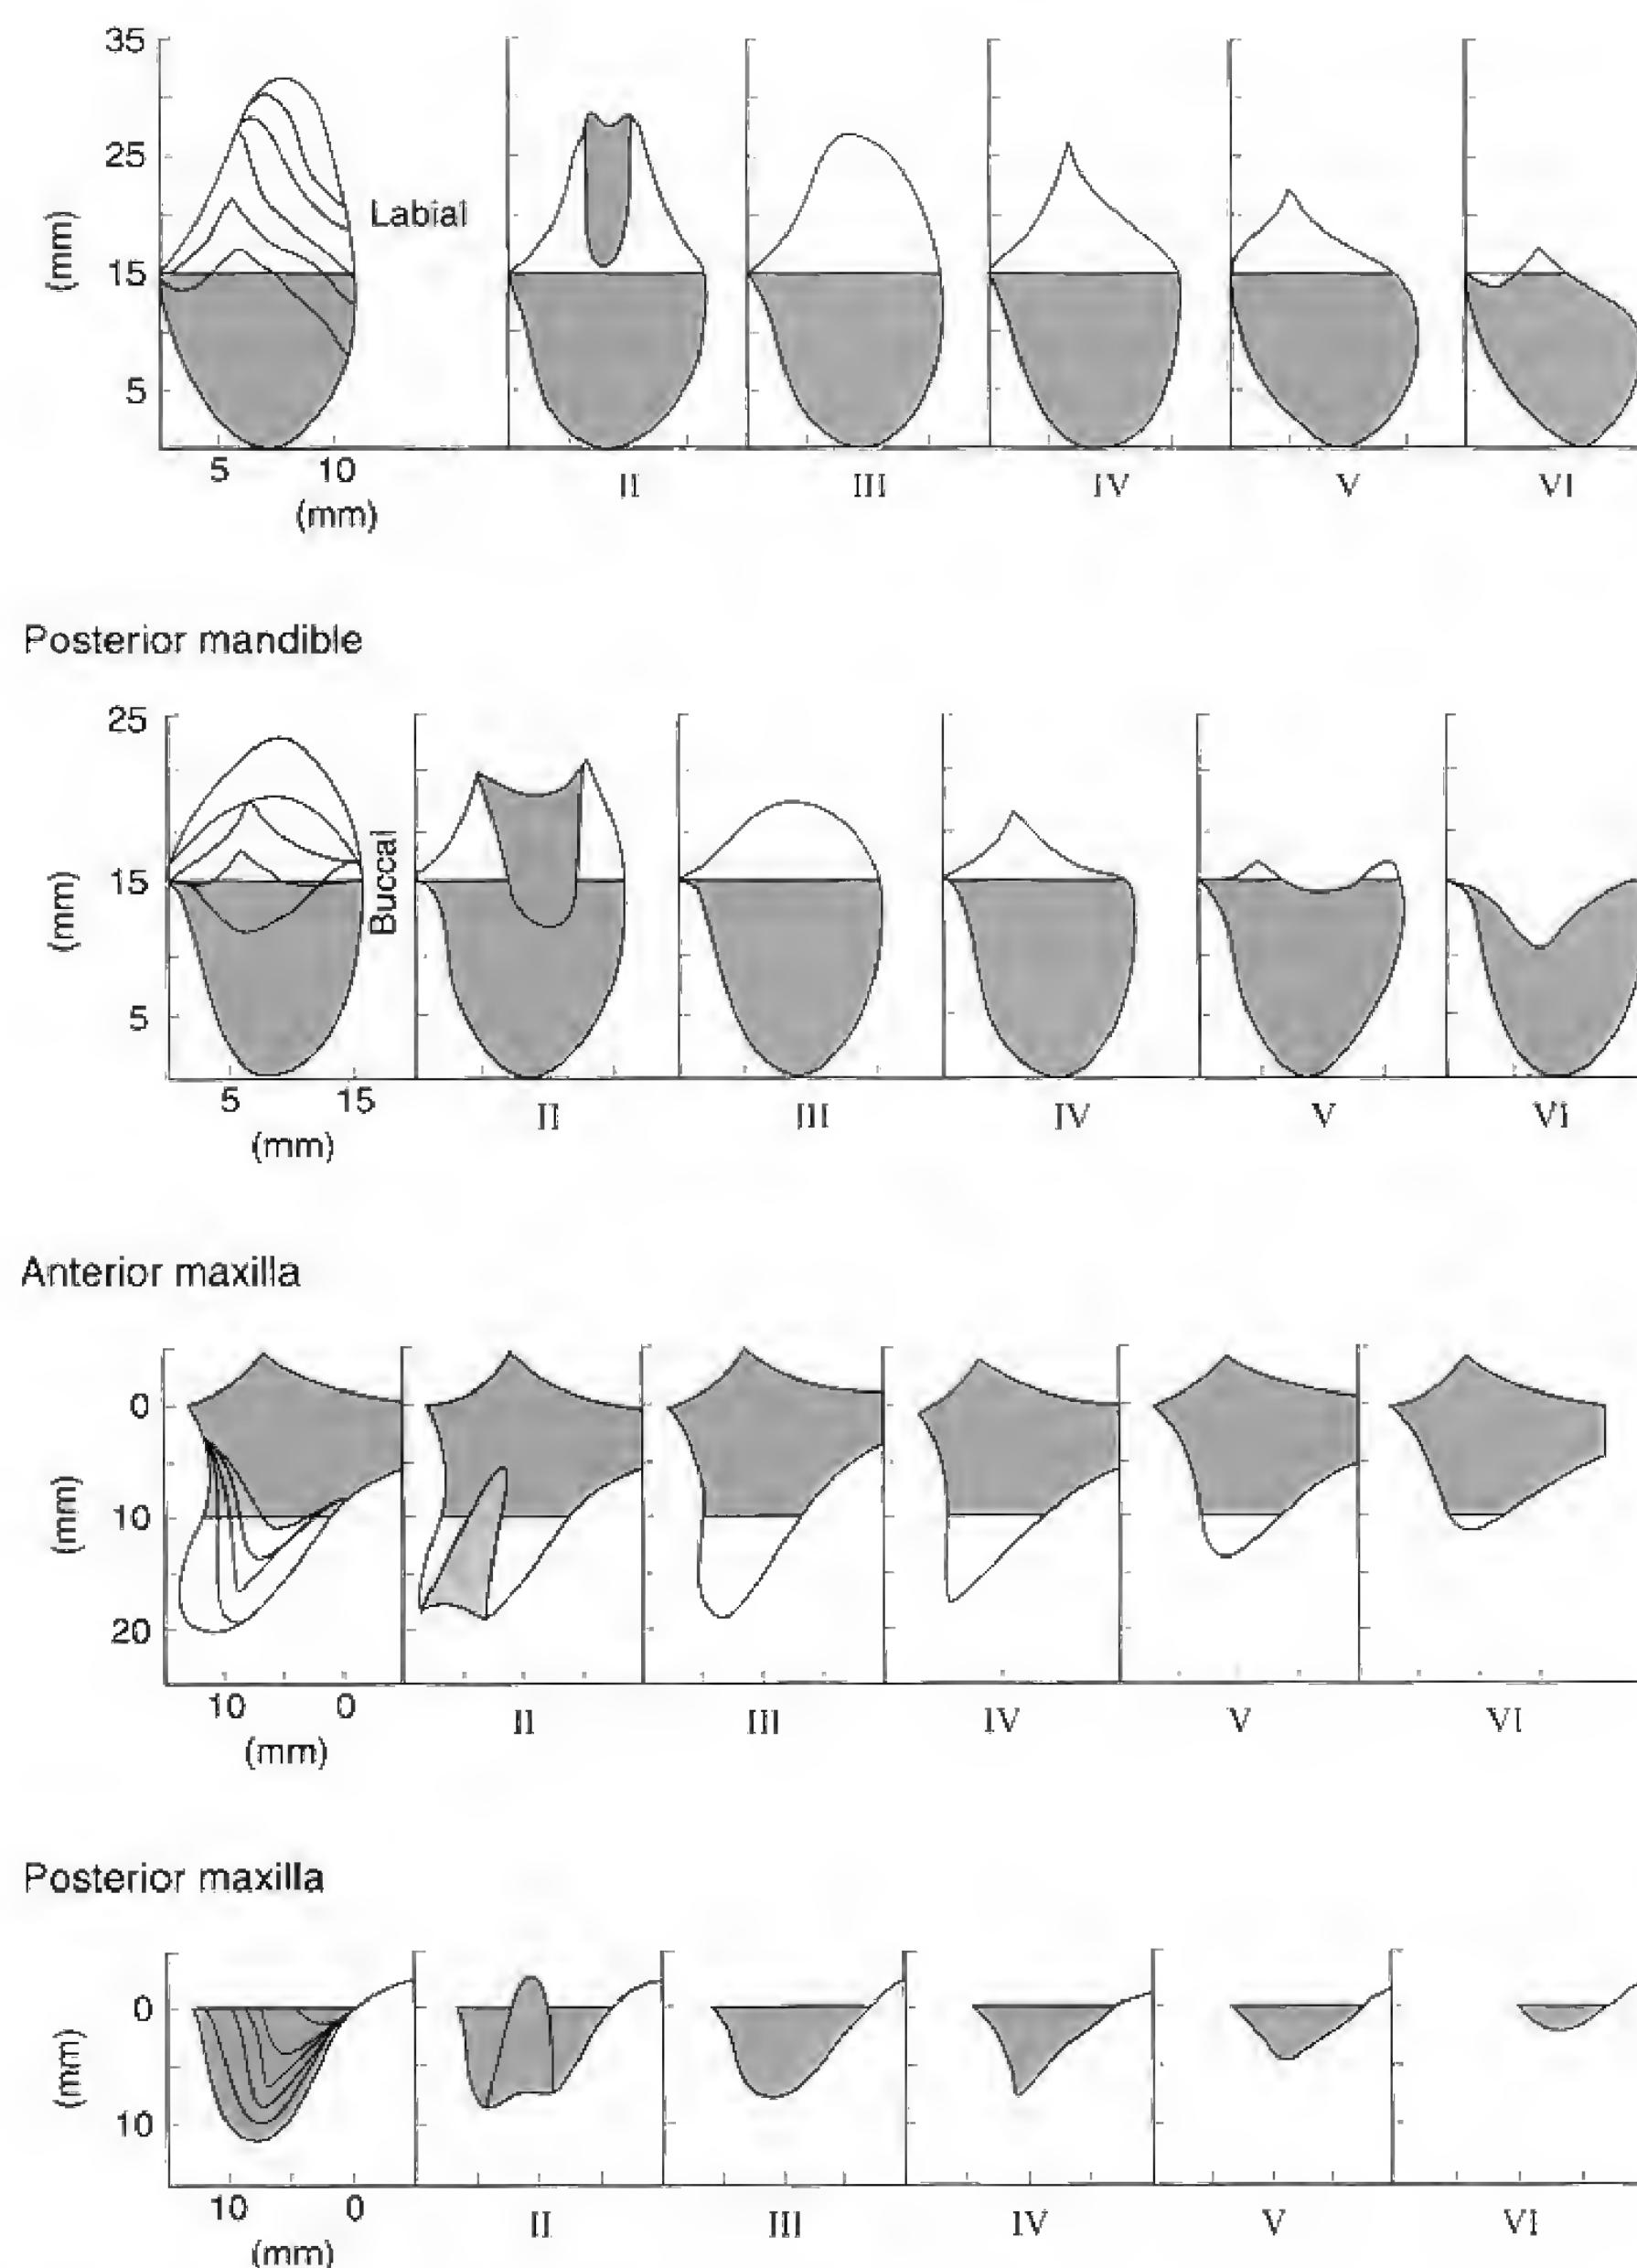 35
25
15
5
(mm)
Labial
5 10
(mm)
II III IV V VI
Posterior mandible
25
15
5
(mm)
Buccal
5 15
(mm)
II III IV V VI
Anterior maxilla
0
10
20
(mm)
10 0
(mm)
II III IV V VI
Posterior maxilla
0
10
(mm)
10 0
(mm)
II III IV V VI